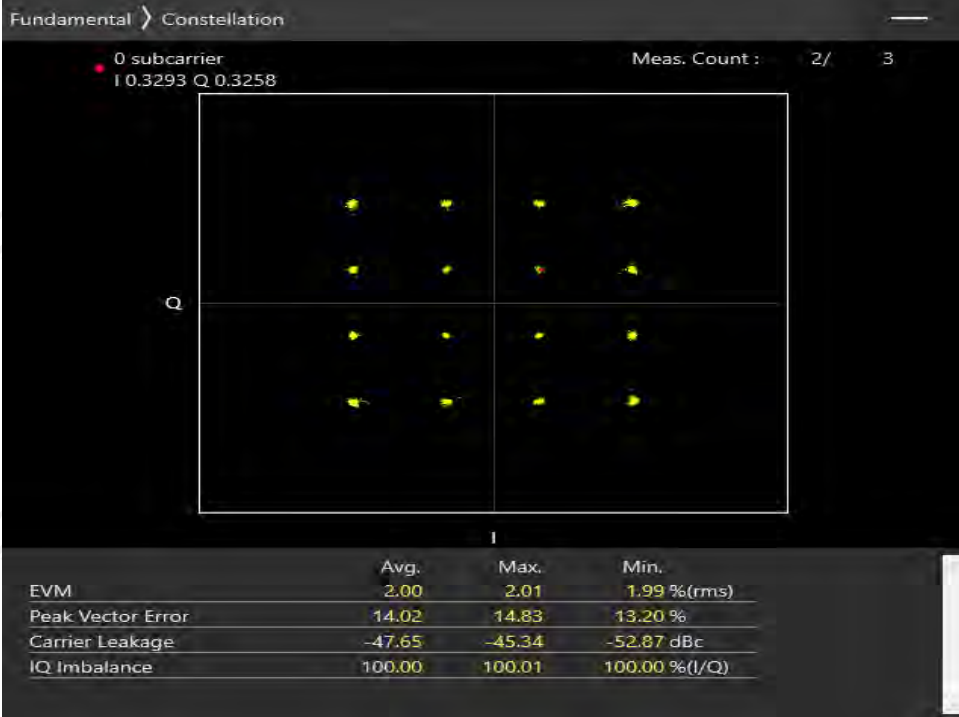 Fundamental 〉 Constellation
0 subcarrier Meas. Count : 2/ 3
I 0.3293 Q 0.3258
Q
I
Avg. Max. Min.
EVM 2.00 2.01 1.99 %(rms)
Peak Vector Error 14.02 14.83 13.20 %
Carrier Leakage -47.65 -45.34 -52.87 dBc
IQ Imbalance 100.00 100.01 100.00 %(I/Q)